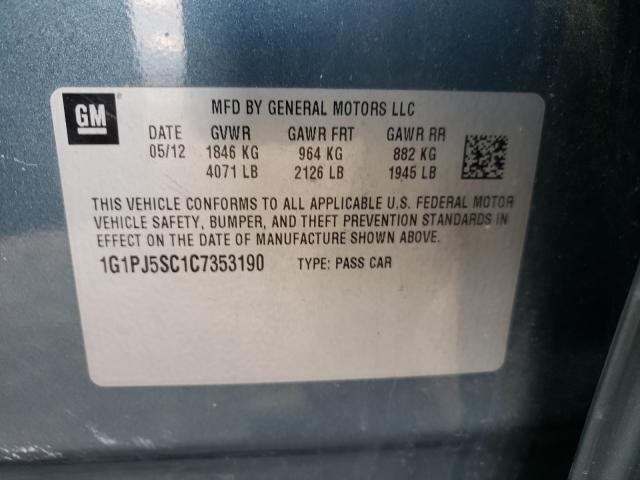 GM
MFD BY GENERAL MOTORS LLC
DATE GVWR GAWR FRT GAWR RR
05/12 1846 KG 964 KG 882 KG
4071 LB 2126 LB 1945 LB
THIS VEHICLE CONFORMS TO ALL APPLICABLE U.S. FEDERAL MOTOR
VEHICLE SAFETY, BUMPER, AND THEFT PREVENTION STANDARDS IN
EFFECT ON THE DATE OF MANUFACTURE SHOWN ABOVE.
1G1PJ5SC1C7353190 TYPE: PASS CAR